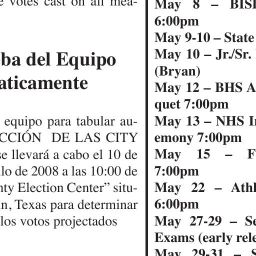 votes cast on all mea-
ba del Equipo
aticamente
equipo para tabular au-
CCIÓN DE LAS CITY
se llevará a cabo el 10 de
lo de 2008 a las 10:00 de
nty Election Center" situ-
n, Texas para determinar
los votos projectados
May 8 – BISD
6:00pm
May 9-10 – State
May 10 – Jr./Sr.
(Bryan)
May 12 – BHS A
quet 7:00pm
May 13 – NHS In
emony 7:00pm
May 15 – F
7:00pm
May 22 – Athl
6:00pm
May 27-29 – Se
Exams (early rele
May 29-31 – S